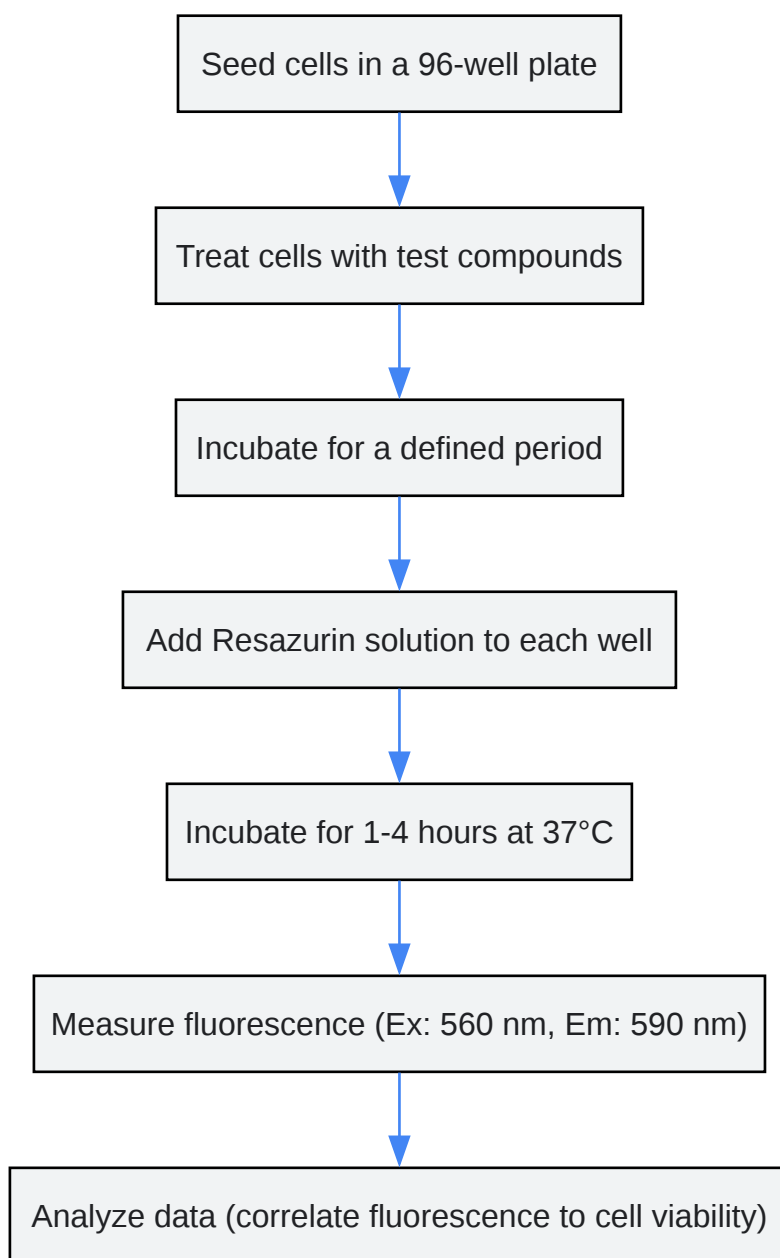 Seed cells in a 96-well plate
Treat cells with test compounds
Incubate for a defined period
Add Resazurin solution to each well
Incubate for 1-4 hours at 37°C
Measure fluorescence (Ex: 560 nm, Em: 590 nm)
Analyze data (correlate fluorescence to cell viability)